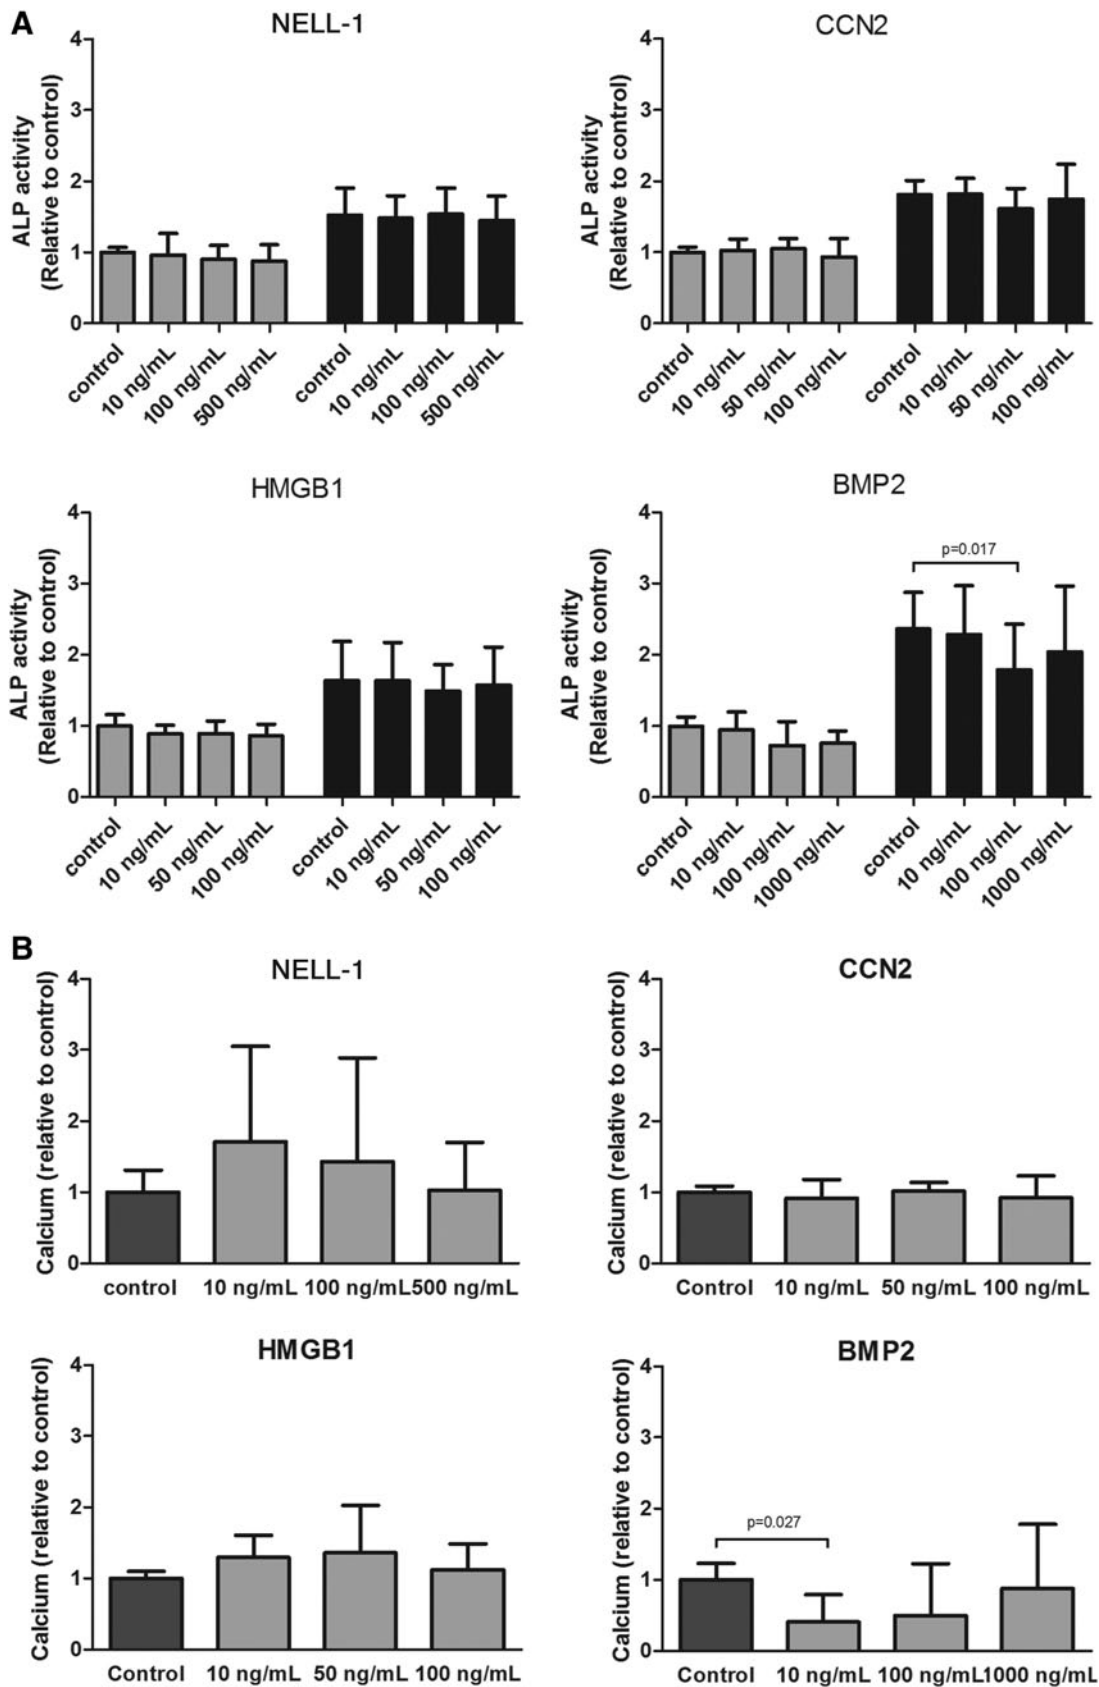 A
NELL-1
CCN2
ALP activity
(Relative to control)
4
3
2
1
0
control
10 ng/mL
100 ng/mL
500 ng/mL
control
10 ng/mL
100 ng/mL
500 ng/mL
ALP activity
(Relative to control)
4
3
2
1
0
control
10 ng/mL
50 ng/mL
100 ng/mL
control
10 ng/mL
50 ng/mL
100 ng/mL
HMGB1
BMP2
ALP activity
(Relative to control)
4
3
2
1
0
control
10 ng/mL
50 ng/mL
100 ng/mL
control
10 ng/mL
50 ng/mL
100 ng/mL
ALP activity
(Relative to control)
4
3
2
1
0
p=0.017
control
10 ng/mL
100 ng/mL
1000 ng/mL
control
10 ng/mL
100 ng/mL
1000 ng/mL
B
NELL-1
CCN2
Calcium (relative to control)
4
3
2
1
0
control 10 ng/mL 100 ng/mL500 ng/mL
Calcium (relative to control)
4
3
2
1
0
Control 10 ng/mL 50 ng/mL 100 ng/mL
HMGB1
BMP2
Calcium (relative to control)
4
3
2
1
0
Control 10 ng/mL 50 ng/mL 100 ng/mL
Calcium (relative to control)
4
3
2
1
0
p=0.027
Control 10 ng/mL 100 ng/mL1000 ng/mL